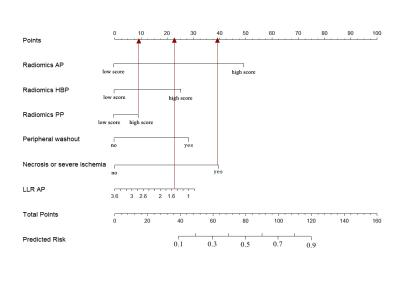 Points 0 10 20 30 40 50 60 70 80 90 100
Radiomics AP
low score high score
Radiomics HBP
low score high score
Radiomics PP
low score high score
Peripheral washout
no yes
Necrosis or severe ischemia
no yes
LLR AP
3.6 3 2.6 2 1.6 1
Total Points 0 20 40 60 80 100 120 140 160
Predicted Risk
0.1 0.3 0.5 0.7 0.9